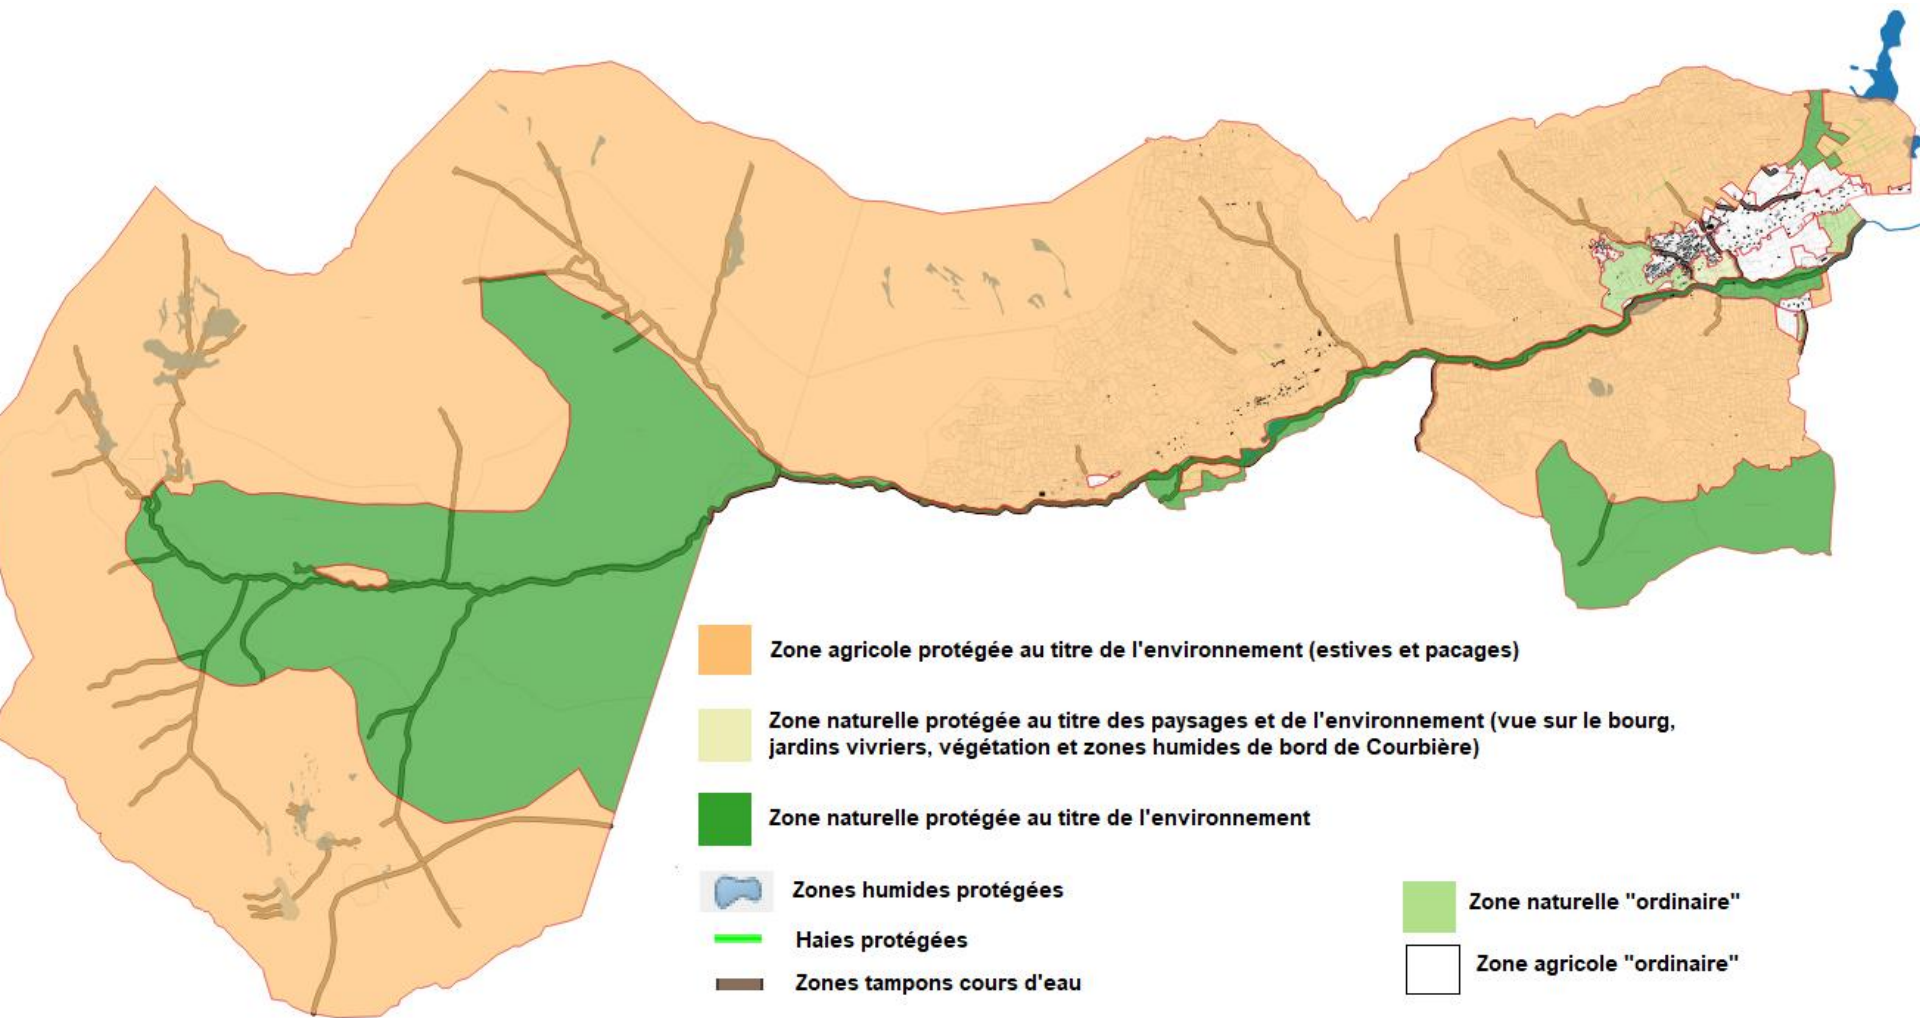 Zone agricole protégée au titre de l'environnement (estives et pacages)
Zone naturelle protégée au titre des paysages et de l'environnement (vue sur le bourg,
jardins vivriers, végétation et zones humides de bord de Courbière)
Zone naturelle protégée au titre de l'environnement
Zones humides protégées
Haies protégées
Zones tampons cours d'eau
Zone naturelle "ordinaire"
Zone agricole "ordinaire"